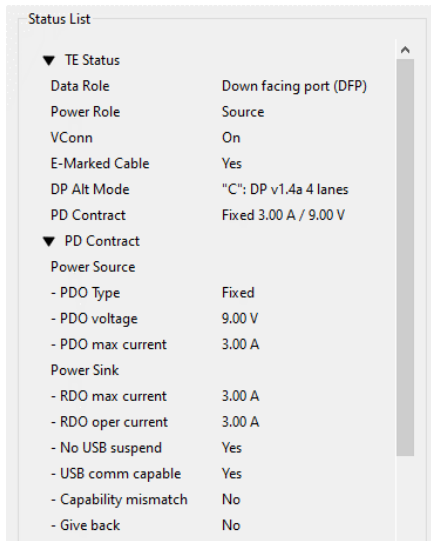 Status List
▼ TE Status
Data Role Down facing port (DFP)
Power Role Source
VConn On
E-Marked Cable Yes
DP Alt Mode "C": DP v1.4a 4 lanes
PD Contract Fixed 3.00 A / 9.00 V
▼ PD Contract
Power Source
- PDO Type Fixed
- PDO voltage 9.00 V
- PDO max current 3.00 A
Power Sink
- RDO max current 3.00 A
- RDO oper current 3.00 A
- No USB suspend Yes
- USB comm capable Yes
- Capability mismatch No
- Give back No